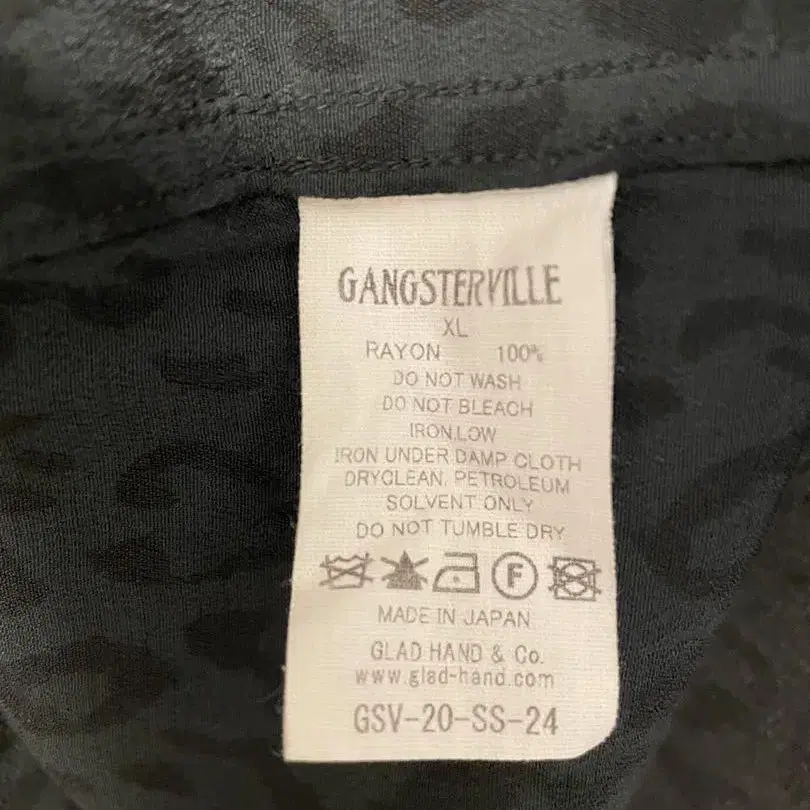 GANGSTERVILLE
XL
RAYON 100%
DO NOT WASH
DO NOT BLEACH
IRON.LOW
IRON UNDER DAMP CLOTH
DRYCLEAN. PETROLEUM
SOLVENT ONLY
DO NOT TUMBLE DRY
F
MADE IN JAPAN
GLAD HAND & Co.
www.glad-hand.com
GSV-20-SS-24